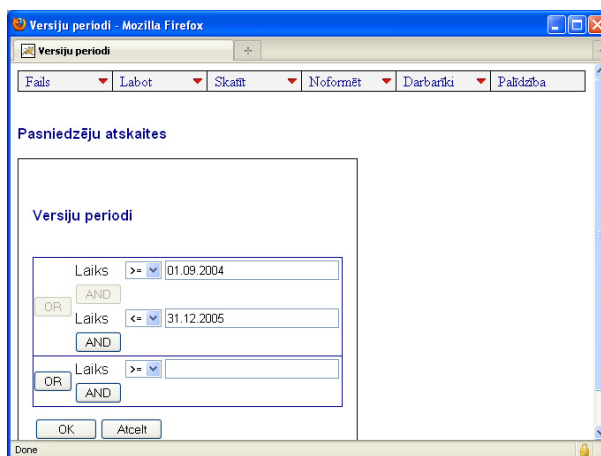 Versiju periodi - Mozilla Firefox
Versiju periodi
Fails Labot Skatīt Noformēt Darbarīki Palīdzība
Pasniedzēju atskaites
Versiju periodi
Laiks >= 01.09.2004
AND
OR
Laiks <= 31.12.2005
AND
Laiks >=
OR
AND
OK Atcelt
Done